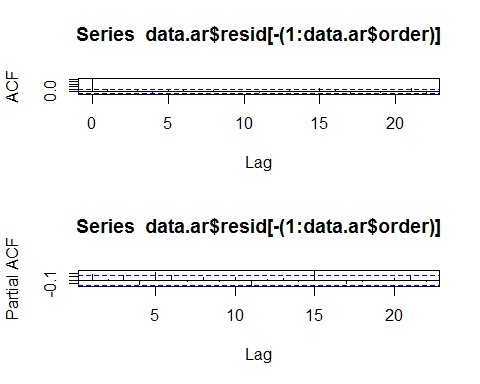 Series  data.ar$resid[-(1:data.ar$order)]
ACF
0.0
0 5 10 15 20
Lag
Series  data.ar$resid[-(1:data.ar$order)]
Partial ACF
-0.1
5 10 15 20
Lag